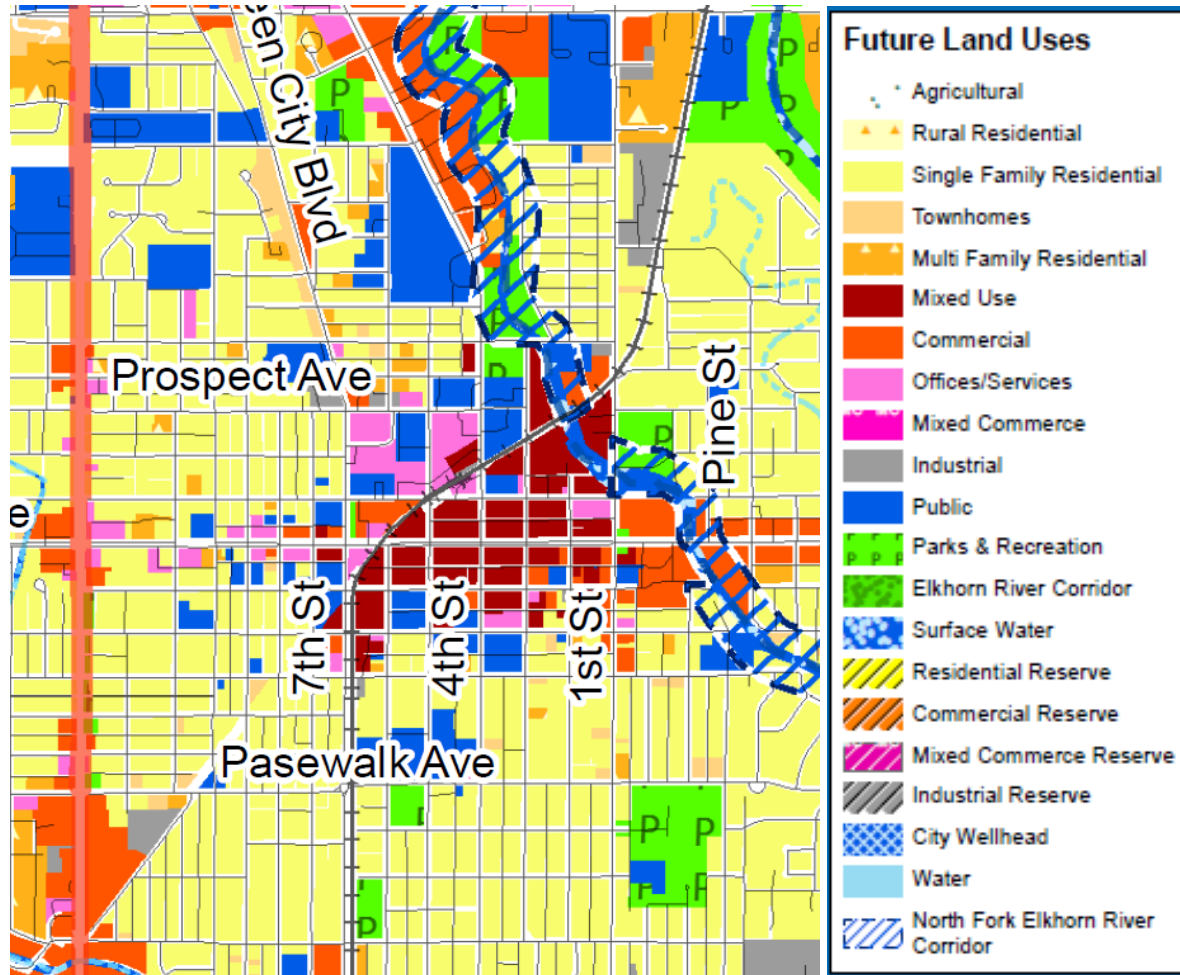 een City Blvd
Prospect Ave
Pine St
7th St
4th St
1st St
Pasewalk Ave
P
P
P
P
P
P
P
P
P
P
P
P
Future Land Uses
Agricultural
Rural Residential
Single Family Residential
Townhomes
Multi Family Residential
Mixed Use
Commercial
Offices/Services
Mixed Commerce
Industrial
Public
Parks & Recreation
Elkhorn River Corridor
Surface Water
Residential Reserve
Commercial Reserve
Mixed Commerce Reserve
Industrial Reserve
City Wellhead
Water
North Fork Elkhorn River
Corridor